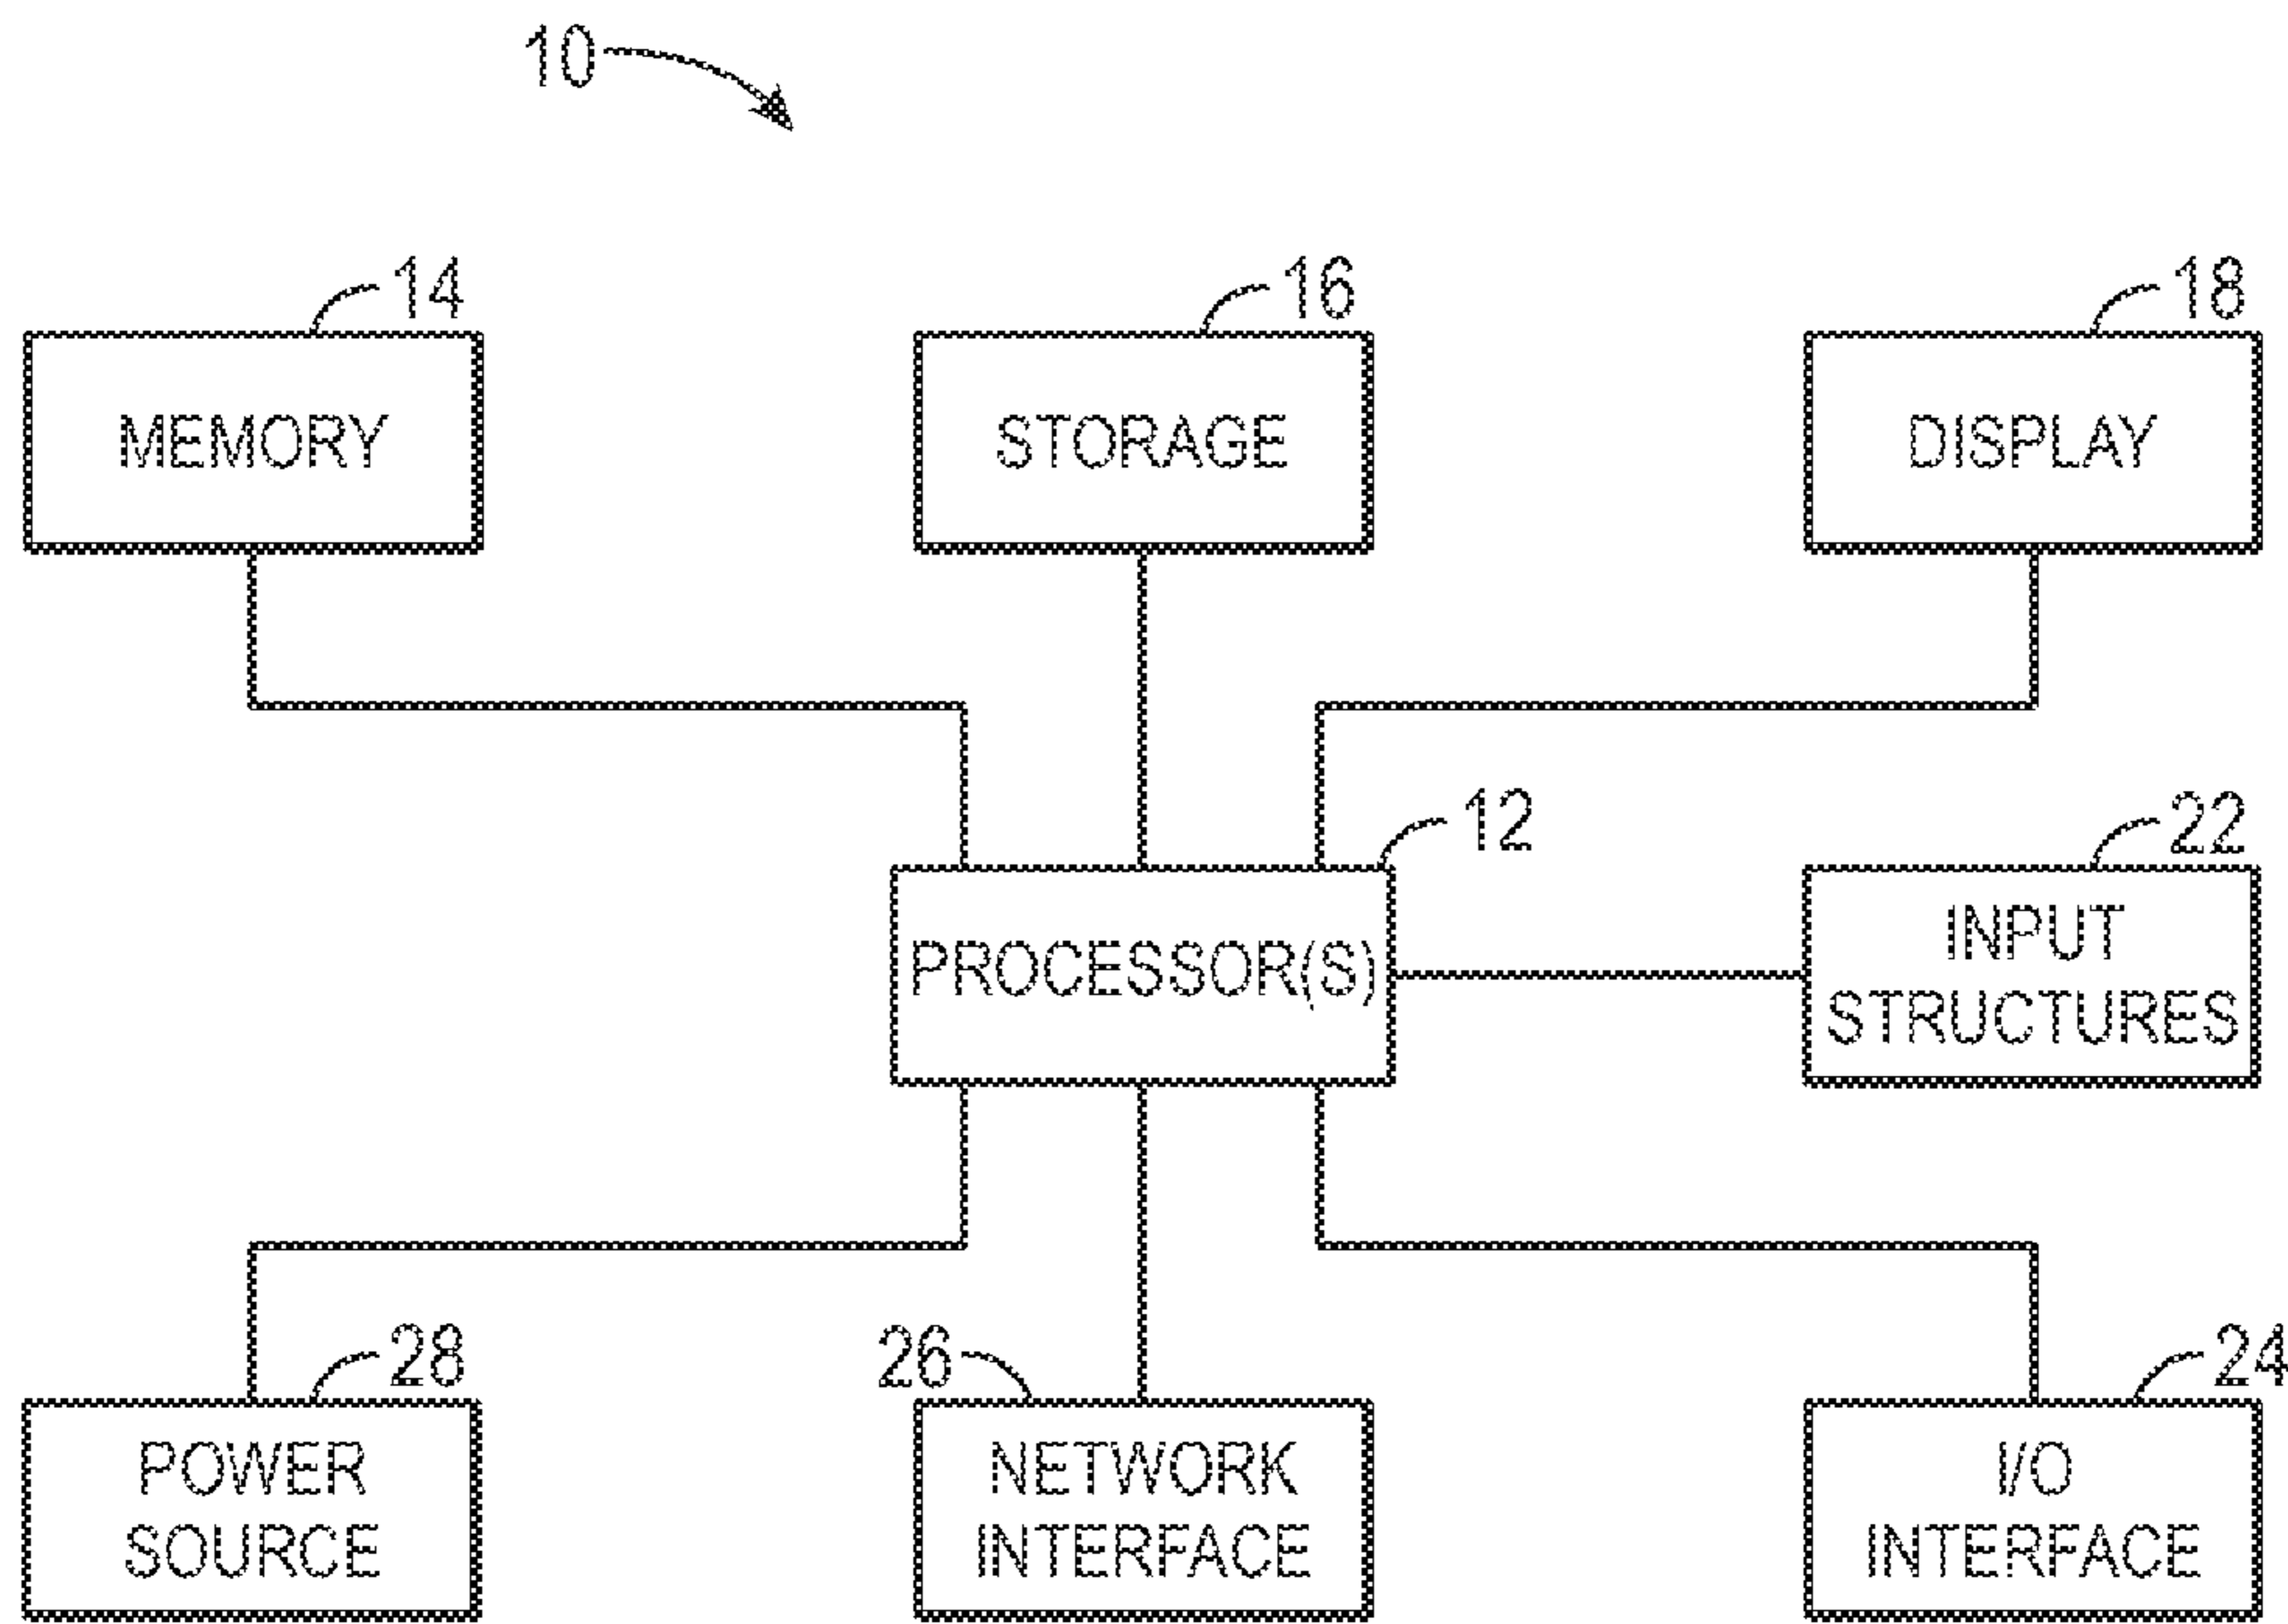 10
14
16
18
MEMORY
STORAGE
DISPLAY
12
22
PROCESSOR(S)
INPUT
STRUCTURES
28
26
24
POWER
SOURCE
NETWORK
INTERFACE
I/O
INTERFACE